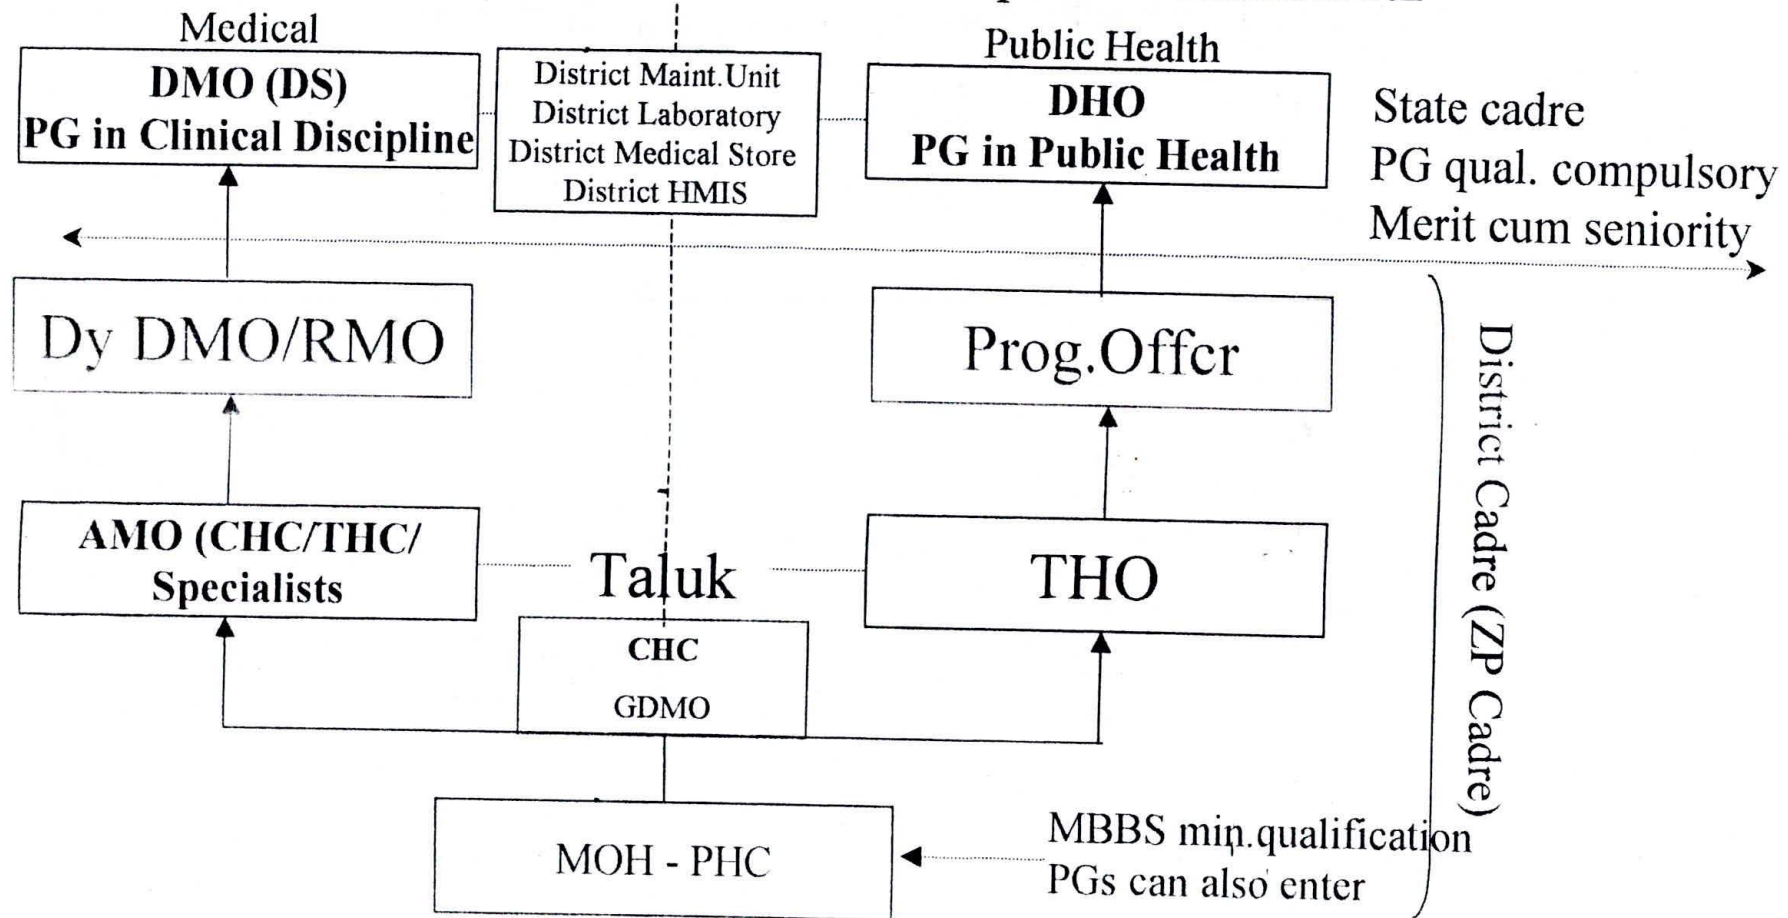 Medical
DMO (DS)
PG in Clinical Discipline
District Maint.Unit
District Laboratory
District Medical Store
District HMIS
Public Health
DHO
PG in Public Health
State cadre
PG qual. compulsory
Merit cum seniority
Dy DMO/RMO
Prog.Offcr
AMO (CHC/THC/
Specialists
Taluk
THO
CHC
GDMO
MOH - PHC
MBBS min.qualification
PGs can also enter
District Cadre (ZP Cadre)